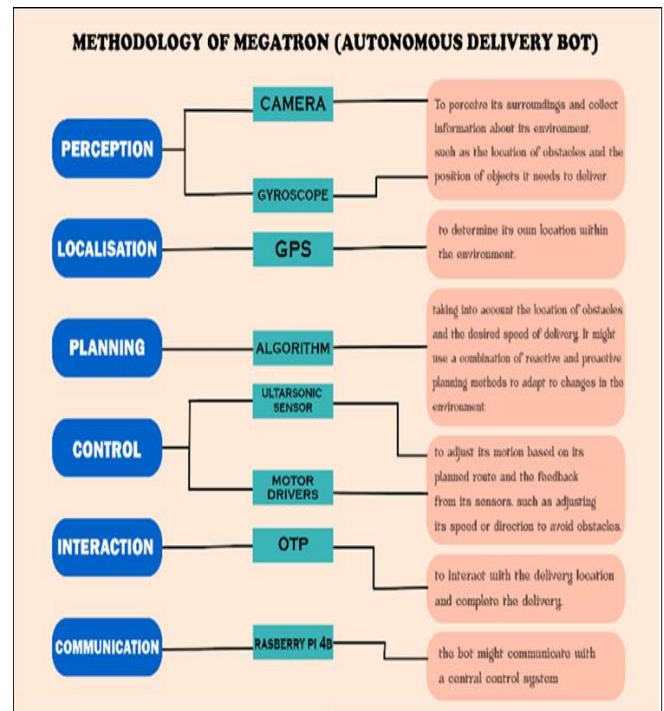 METHODOLOGY OF MEGATRON (AUTONOMOUS DELIVERY BOT)
PERCEPTION
CAMERA
GYROSCOPE
To perceive its surroundings and collect
information about its environment,
such as the location of obstacles and the
position of objects it needs to deliver.
LOCALISATION
GPS
to determine its own location within
the environment.
PLANNING
ALGORITHM
taking into account the location of obstacles
and the desired speed of delivery. It might
use a combination of reactive and proactive
planning methods to adapt to changes in the
environment.
CONTROL
ULTARSONIC
SENSOR
MOTOR
DRIVERS
to adjust its motion based on its
planned route and the feedback
from its sensors, such as adjusting
its speed or direction to avoid obstacles.
INTERACTION
OTP
to interact with the delivery location
and complete the delivery.
COMMUNICATION
RASBERRY PI 4B
the bot might communicate with
a central control system